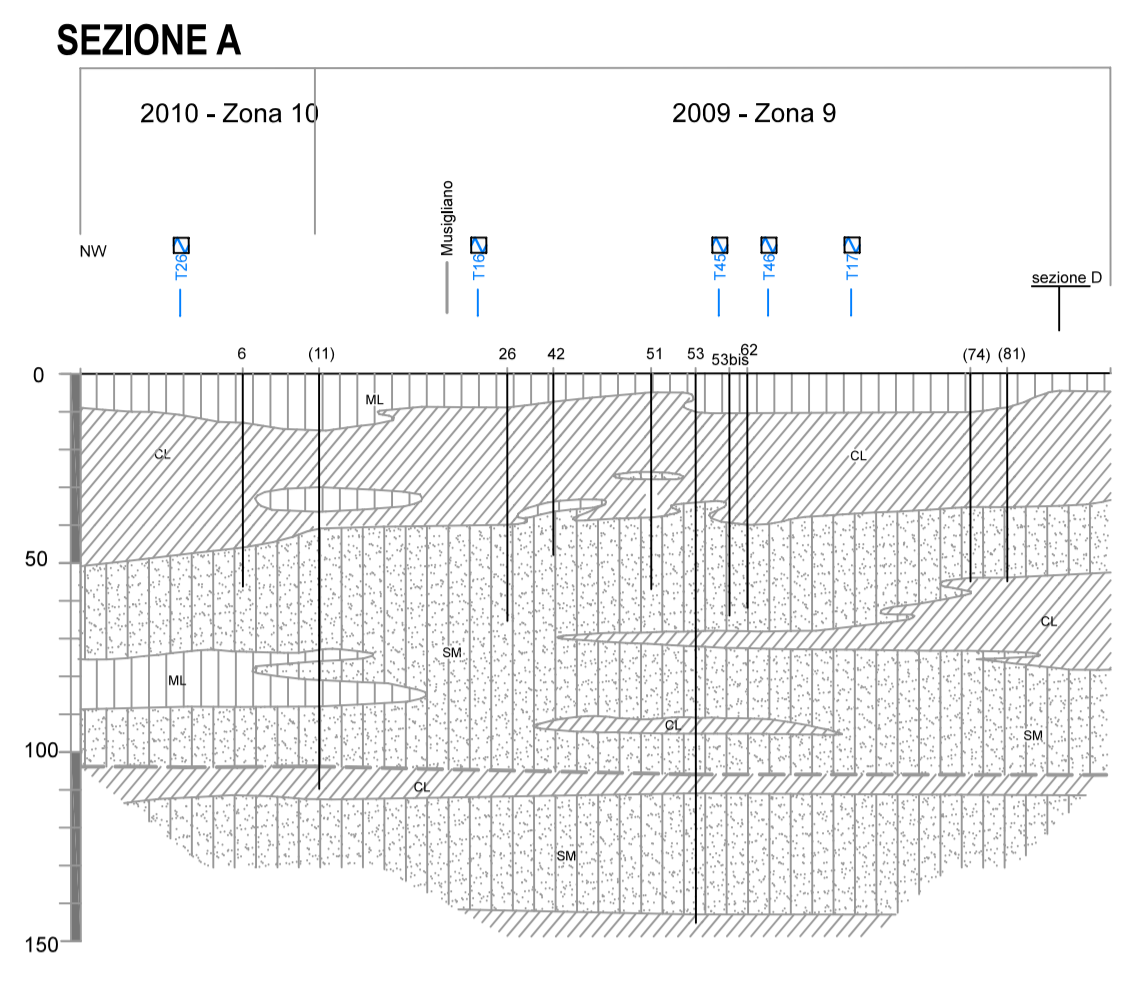 SEZIONE A
2010 - Zona 10
2009 - Zona 9
NW
T26
Musigliano
T16
T45
T46
T17
sezione D
6
(11)
26
42
51
53
53bis
62
(74)
(81)
0
ML
CL
CL
50
CL
SM
ML
CL
SM
100
CL
SM
150